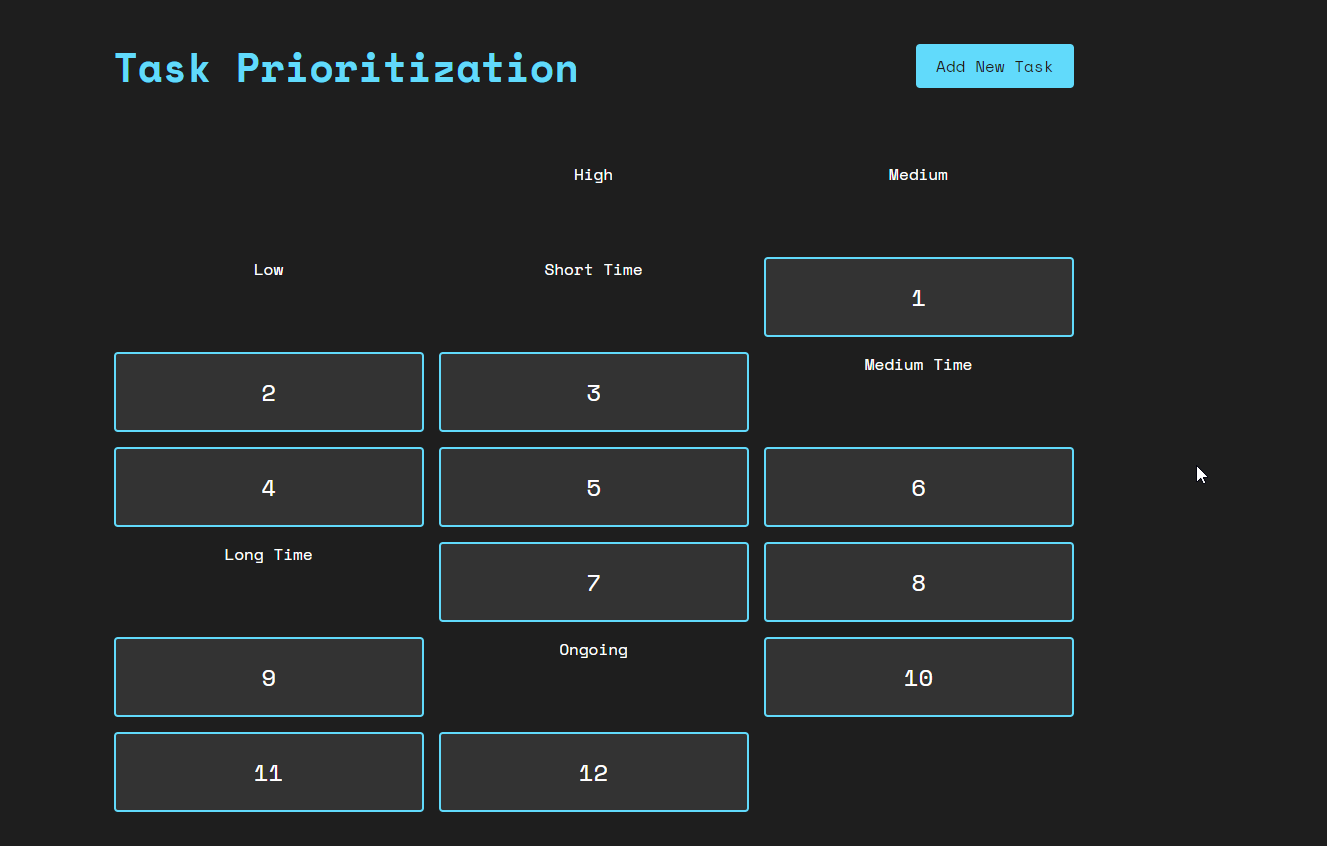 Task Prioritization
Add New Task
High
Medium
Low
Short Time
1
2
3
Medium Time
4
5
6
Long Time
7
8
9
Ongoing
10
11
12